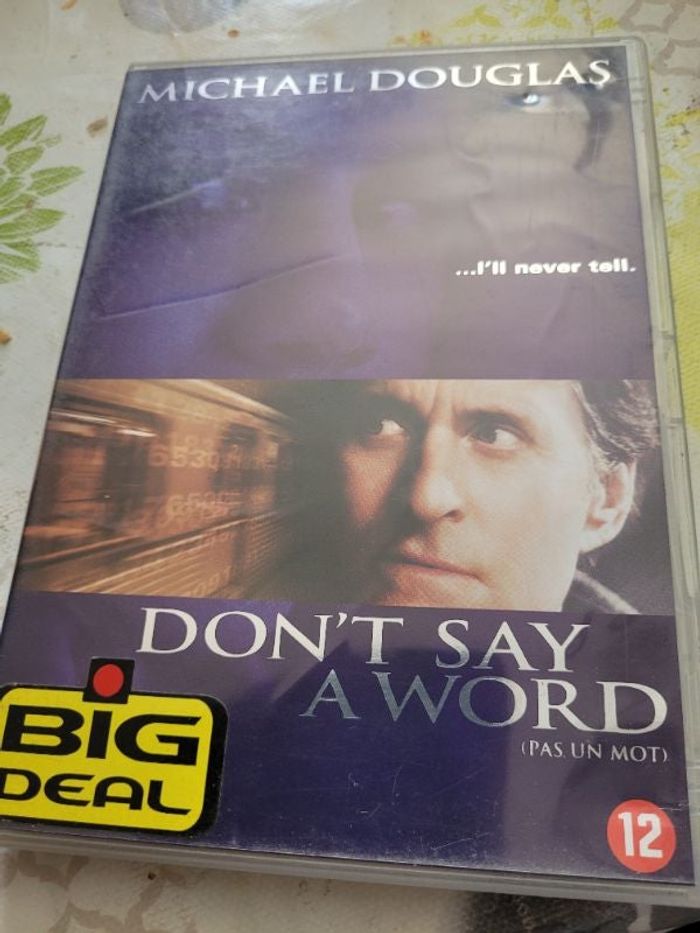 MICHAEL DOUGLAS
...I'll never tell.
DON'T SAY
A WORD
(PAS UN MOT)
BIG
DEAL
12